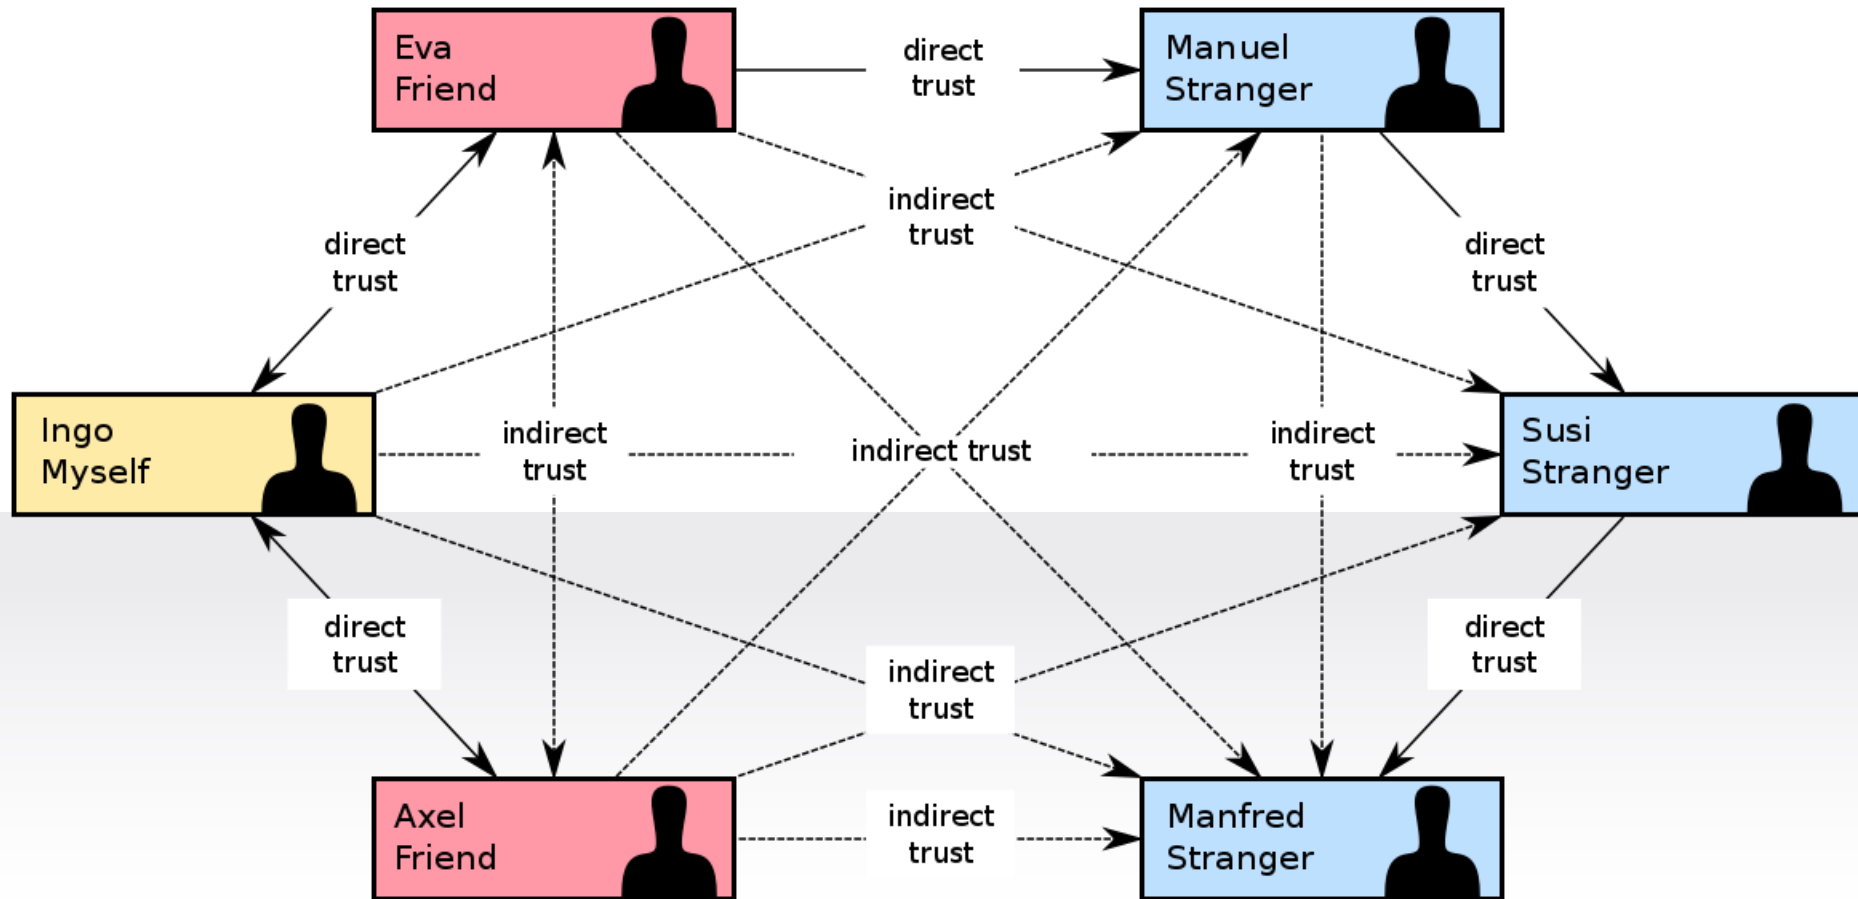 Eva
Friend
direct
trust
Manuel
Stranger
indirect
trust
direct
trust
direct
trust
Ingo
Myself
indirect
trust
indirect trust
indirect
trust
Susi
Stranger
direct
trust
indirect
trust
direct
trust
Axel
Friend
indirect
trust
Manfred
Stranger